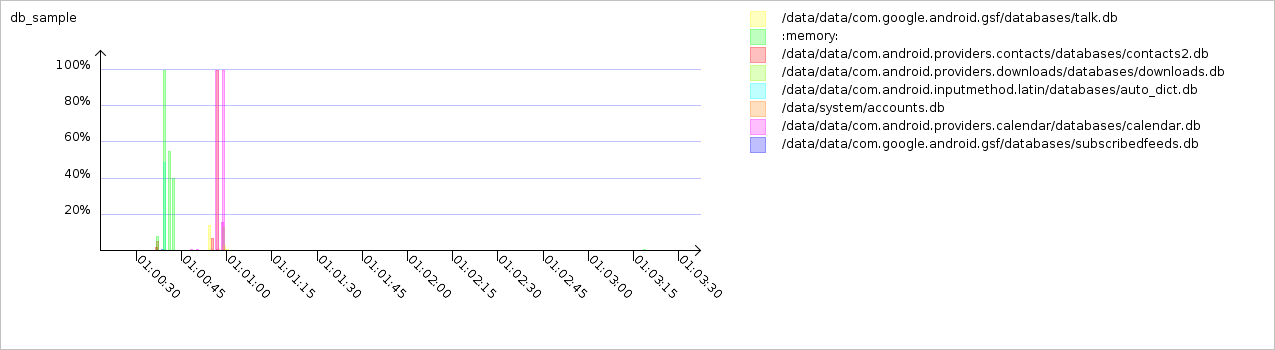 db_sample
100%
80%
60%
40%
20%
01:00:30
01:00:45
01:01:00
01:01:15
01:01:30
01:01:45
01:02:00
01:02:15
01:02:30
01:02:45
01:03:00
01:03:15
01:03:30
/data/data/com.google.android.gsf/databases/talk.db
:memory:
/data/data/com.android.providers.contacts/databases/contacts2.db
/data/data/com.android.providers.downloads/databases/downloads.db
/data/data/com.android.inputmethod.latin/databases/auto_dict.db
/data/system/accounts.db
/data/data/com.android.providers.calendar/databases/calendar.db
/data/data/com.google.android.gsf/databases/subscribedfeeds.db